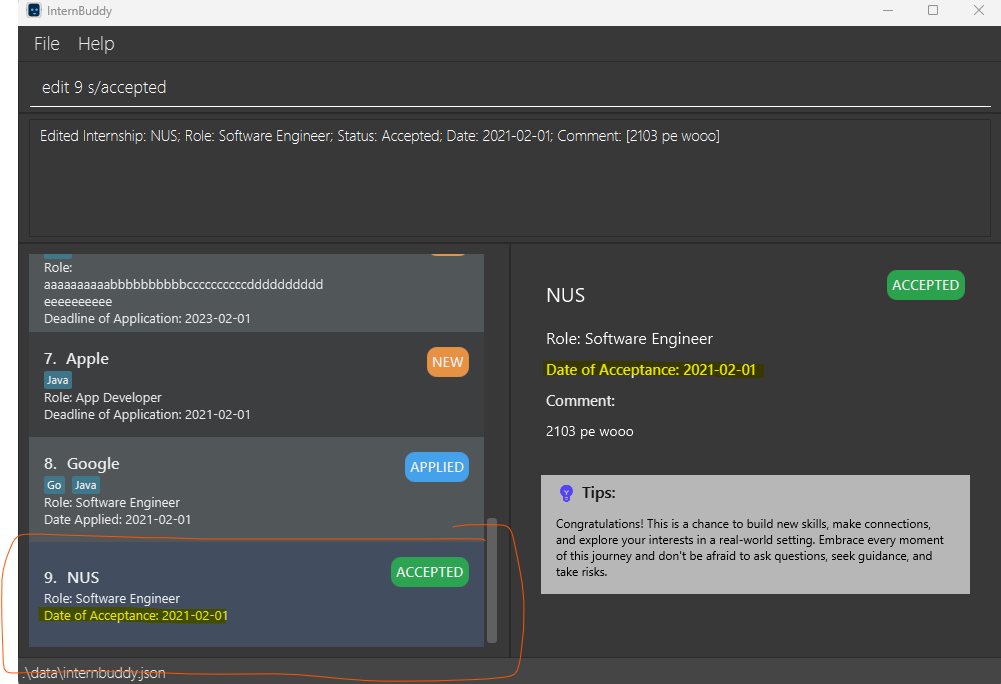 InternBuddy
File Help
edit 9 s/accepted
Edited Internship: NUS; Role: Software Engineer; Status: Accepted; Date: 2021-02-01; Comment: [2103 pe wooo]
Role:
aaaaaaaaaabbbbbbbbbbccccccccccdddddddddd
eeeeeeeeee
Deadline of Application: 2023-02-01
7. Apple
NEW
Java
Role: App Developer
Deadline of Application: 2021-02-01
8. Google
APPLIED
Go Java
Role: Software Engineer
Date Applied: 2021-02-01
9. NUS
ACCEPTED
Role: Software Engineer
Date of Acceptance: 2021-02-01
NUS
ACCEPTED
Role: Software Engineer
Date of Acceptance: 2021-02-01
Comment:
2103 pe wooo
Tips:
Congratulations! This is a chance to build new skills, make connections,
and explore your interests in a real-world setting. Embrace every moment
of this journey and don't be afraid to ask questions, seek guidance, and
take risks.
.\data\internbuddy.json